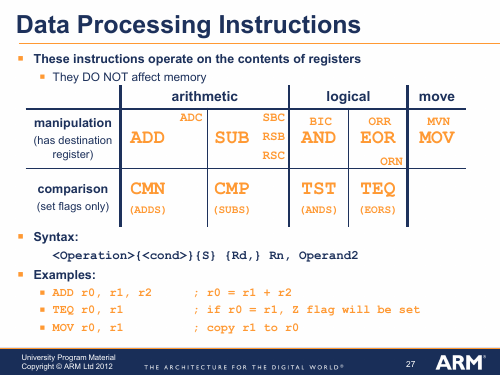 Data Processing Instructions
These instructions operate on the contents of registers
They DO NOT affect memory
arithmetic logical move
manipulation
(has destination
register)
ADD ADC SUB SBC RSB RSC BIC AND ORR EOR ORN MVN MOV
comparison
(set flags only)
CMN CMP TST TEQ
(ADDS) (SUBS) (ANDS) (EORS)
Syntax:
<Operation>{<cond>}{S} {Rd,} Rn, Operand2
Examples:
ADD r0, r1, r2 ; r0 = r1 + r2
TEQ r0, r1 ; if r0 = r1, Z flag will be set
MOV r0, r1 ; copy r1 to r0
University Program Material
Copyright © ARM Ltd 2012
THE ARCHITECTURE FOR THE DIGITAL WORLD®
27
ARM®